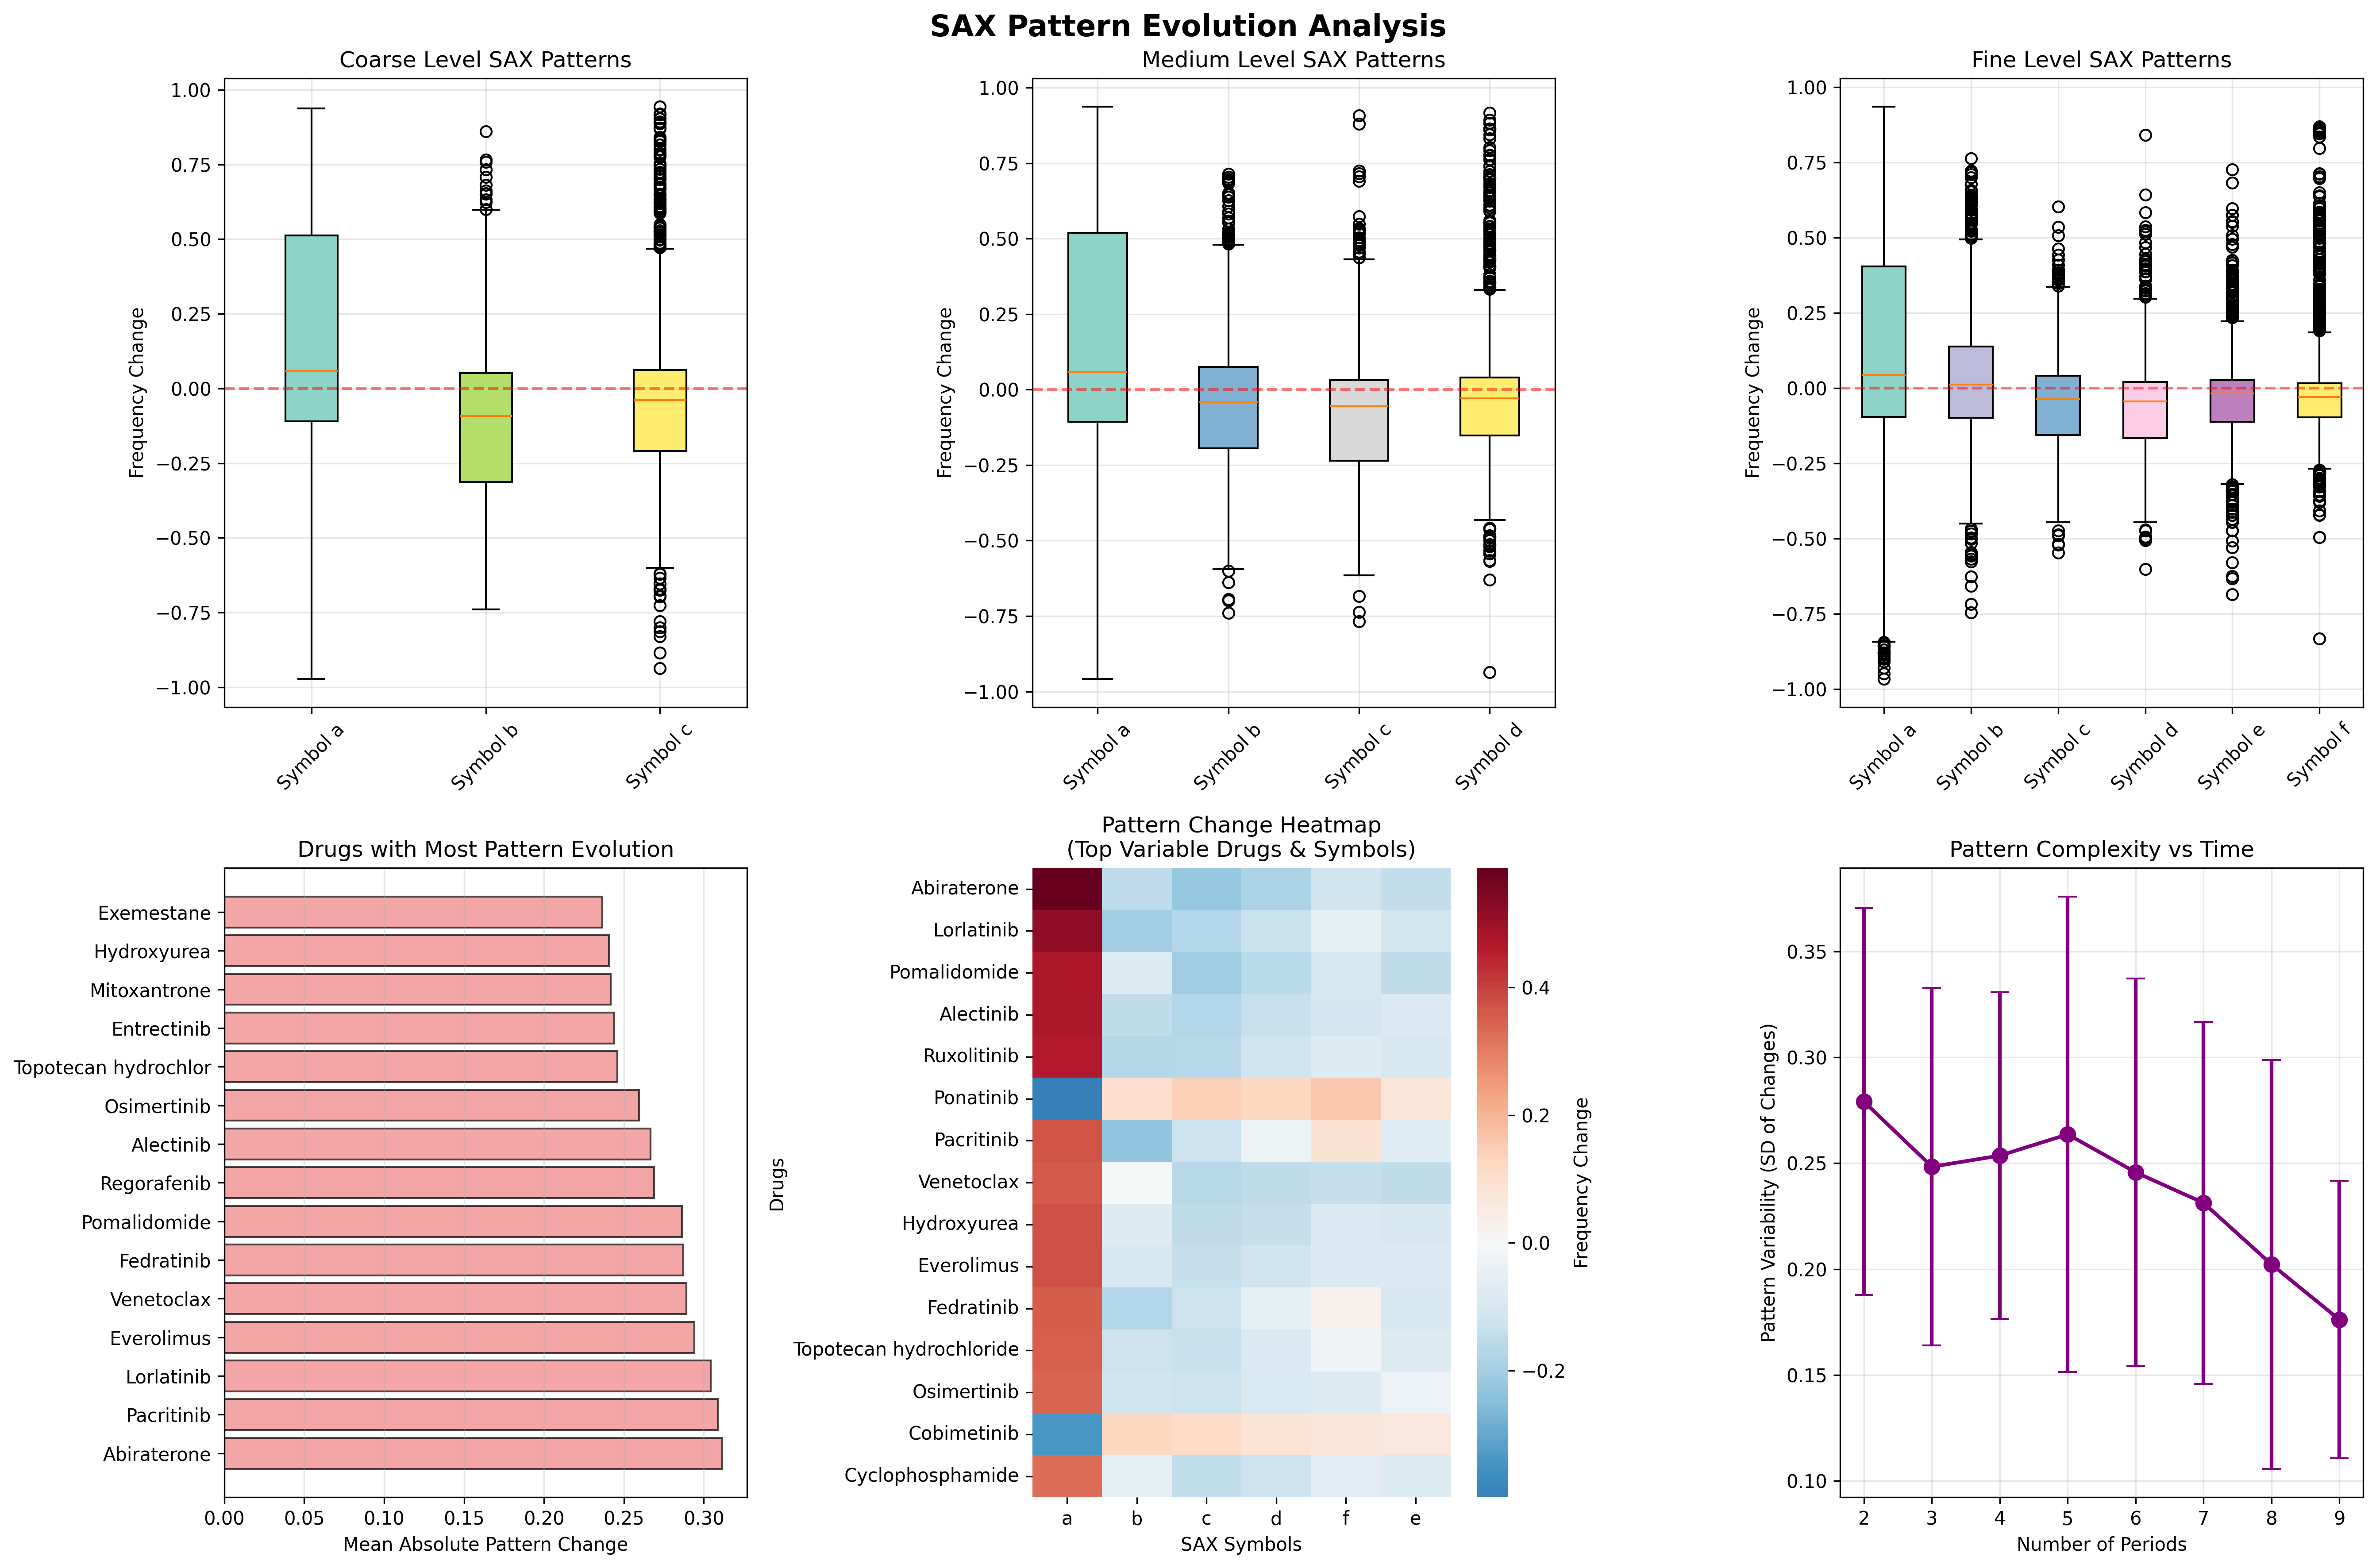 SAX Pattern Evolution Analysis
Coarse Level SAX Patterns
Frequency Change
1.00
0.75
0.50
0.25
0.00
−0.25
−0.50
−0.75
−1.00
Symbol a
Symbol b
Symbol c
Medium Level SAX Patterns
Frequency Change
1.00
0.75
0.50
0.25
0.00
−0.25
−0.50
−0.75
−1.00
Symbol a
Symbol b
Symbol c
Symbol d
Fine Level SAX Patterns
Frequency Change
1.00
0.75
0.50
0.25
0.00
−0.25
−0.50
−0.75
−1.00
Symbol a
Symbol b
Symbol c
Symbol d
Symbol e
Symbol f
Drugs with Most Pattern Evolution
Exemestane
Hydroxyurea
Mitoxantrone
Entrectinib
Topotecan hydrochlor
Osimertinib
Alectinib
Regorafenib
Pomalidomide
Fedratinib
Venetoclax
Everolimus
Lorlatinib
Pacritinib
Abiraterone
0.00 0.05 0.10 0.15 0.20 0.25 0.30
Mean Absolute Pattern Change
Pattern Change Heatmap
(Top Variable Drugs & Symbols)
Drugs
Abiraterone
Lorlatinib
Pomalidomide
Alectinib
Ruxolitinib
Ponatinib
Pacritinib
Venetoclax
Hydroxyurea
Everolimus
Fedratinib
Topotecan hydrochloride
Osimertinib
Cobimetinib
Cyclophosphamide
a b c d f e
SAX Symbols
0.4
0.2
0.0
−0.2
Frequency Change
Pattern Complexity vs Time
Pattern Variability (SD of Changes)
0.35
0.30
0.25
0.20
0.15
0.10
2 3 4 5 6 7 8 9
Number of Periods